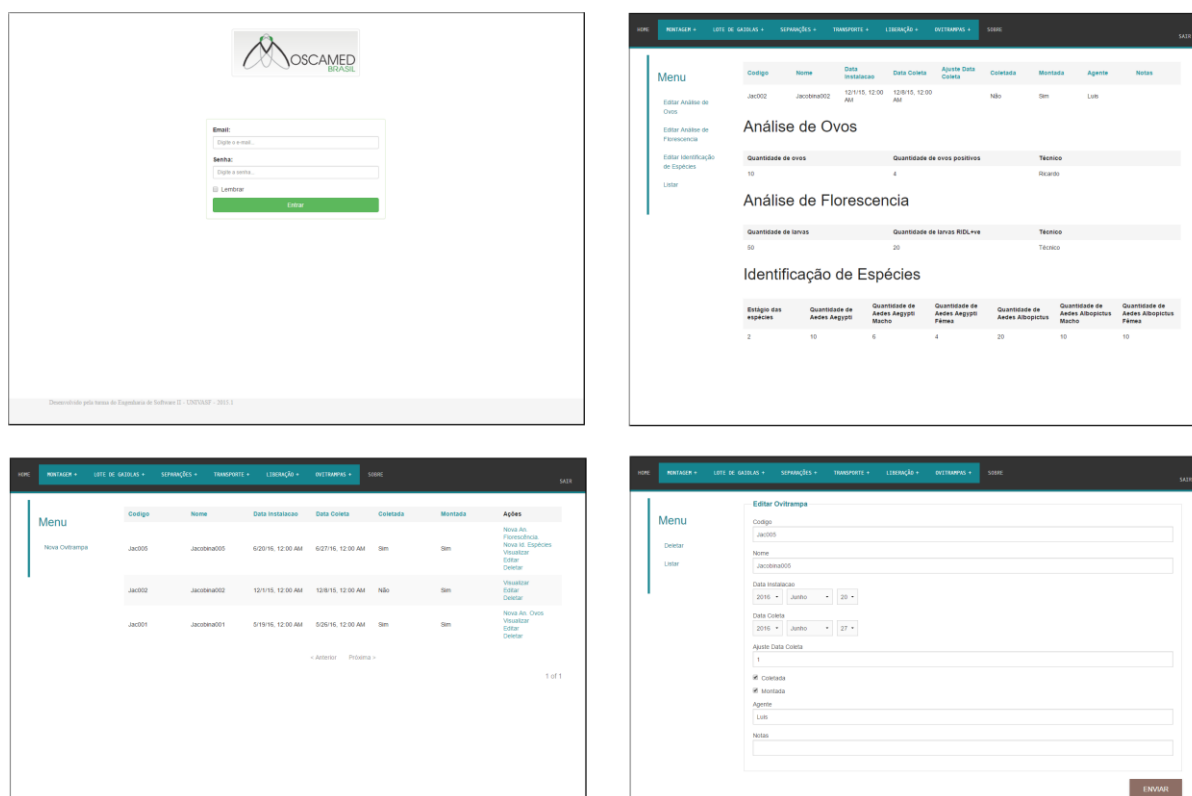 MOSCAMED
BRASIL
Email:
Digite o e-mail...
Senha:
Digite a senha...
Lembrar
Entrar
Desenvolvido pela turma de Engenharia de Software II - UNIVASF - 2015.1
HOME MONTAGEM LOTE DE GAIOLAS SEPARAÇÕES TRANSPORTE LIBERAÇÃO OVITRAMPAS SOBRE
SAIR
Menu
Editar Análise de
Ovos
Editar Análise de
Florescencia
Editar Identificação
de Espécies
Listar
Codigo Nome Data Instalacao Data Coleta Ajuste Data Coleta Coletada Montada Agente Notas
Jac002 Jacobina002 12/1/15, 12:00 AM 12/8/15, 12:00 AM Não Sim Luis
Análise de Ovos
Quantidade de ovos Quantidade de ovos positivos Técnico
10 4 Ricardo
Análise de Florescencia
Quantidade de larvas Quantidade de larvas RIDL+ve Técnico
50 20 Técnico
Identificação de Espécies
Estágio das espécies Quantidade de Aedes Aegypti Quantidade de Aedes Aegypti Macho Quantidade de Aedes Aegypti Fêmea Quantidade de Aedes Albopictus Quantidade de Aedes Albopictus Macho Quantidade de Aedes Albopictus Fêmea
2 10 6 4 20 10 10
HOME MONTAGEM LOTE DE GAIOLAS SEPARAÇÕES TRANSPORTE LIBERAÇÃO OVITRAMPAS SOBRE
SAIR
Menu
Nova Ovitrampa
Codigo Nome Data Instalacao Data Coleta Coletada Montada Ações
Jac005 Jacobina005 6/20/16, 12:00 AM 6/27/16, 12:00 AM Sim Sim
Nova An.
Floresclência
Nova Id. Espécies
Visualizar
Editar
Deletar
Jac002 Jacobina002 12/1/15, 12:00 AM 12/8/15, 12:00 AM Não Sim
Visualizar
Editar
Deletar
Jac001 Jacobina001 5/19/16, 12:00 AM 5/26/16, 12:00 AM Sim Sim
Nova An. Ovos
Visualizar
Editar
Deletar
< Anterior Próxima >
1 of 1
HOME MONTAGEM LOTE DE GAIOLAS SEPARAÇÕES TRANSPORTE LIBERAÇÃO OVITRAMPAS SOBRE
SAIR
Menu
Deletar
Listar
Editar Ovitrampa
Codigo
Jac005
Nome
Jacobina005
Data Instalacao
2016 Junho 20
Data Coleta
2016 Junho 27
Ajuste Data Coleta
1
Coletada
Montada
Agente
Luis
Notas
ENVIAR